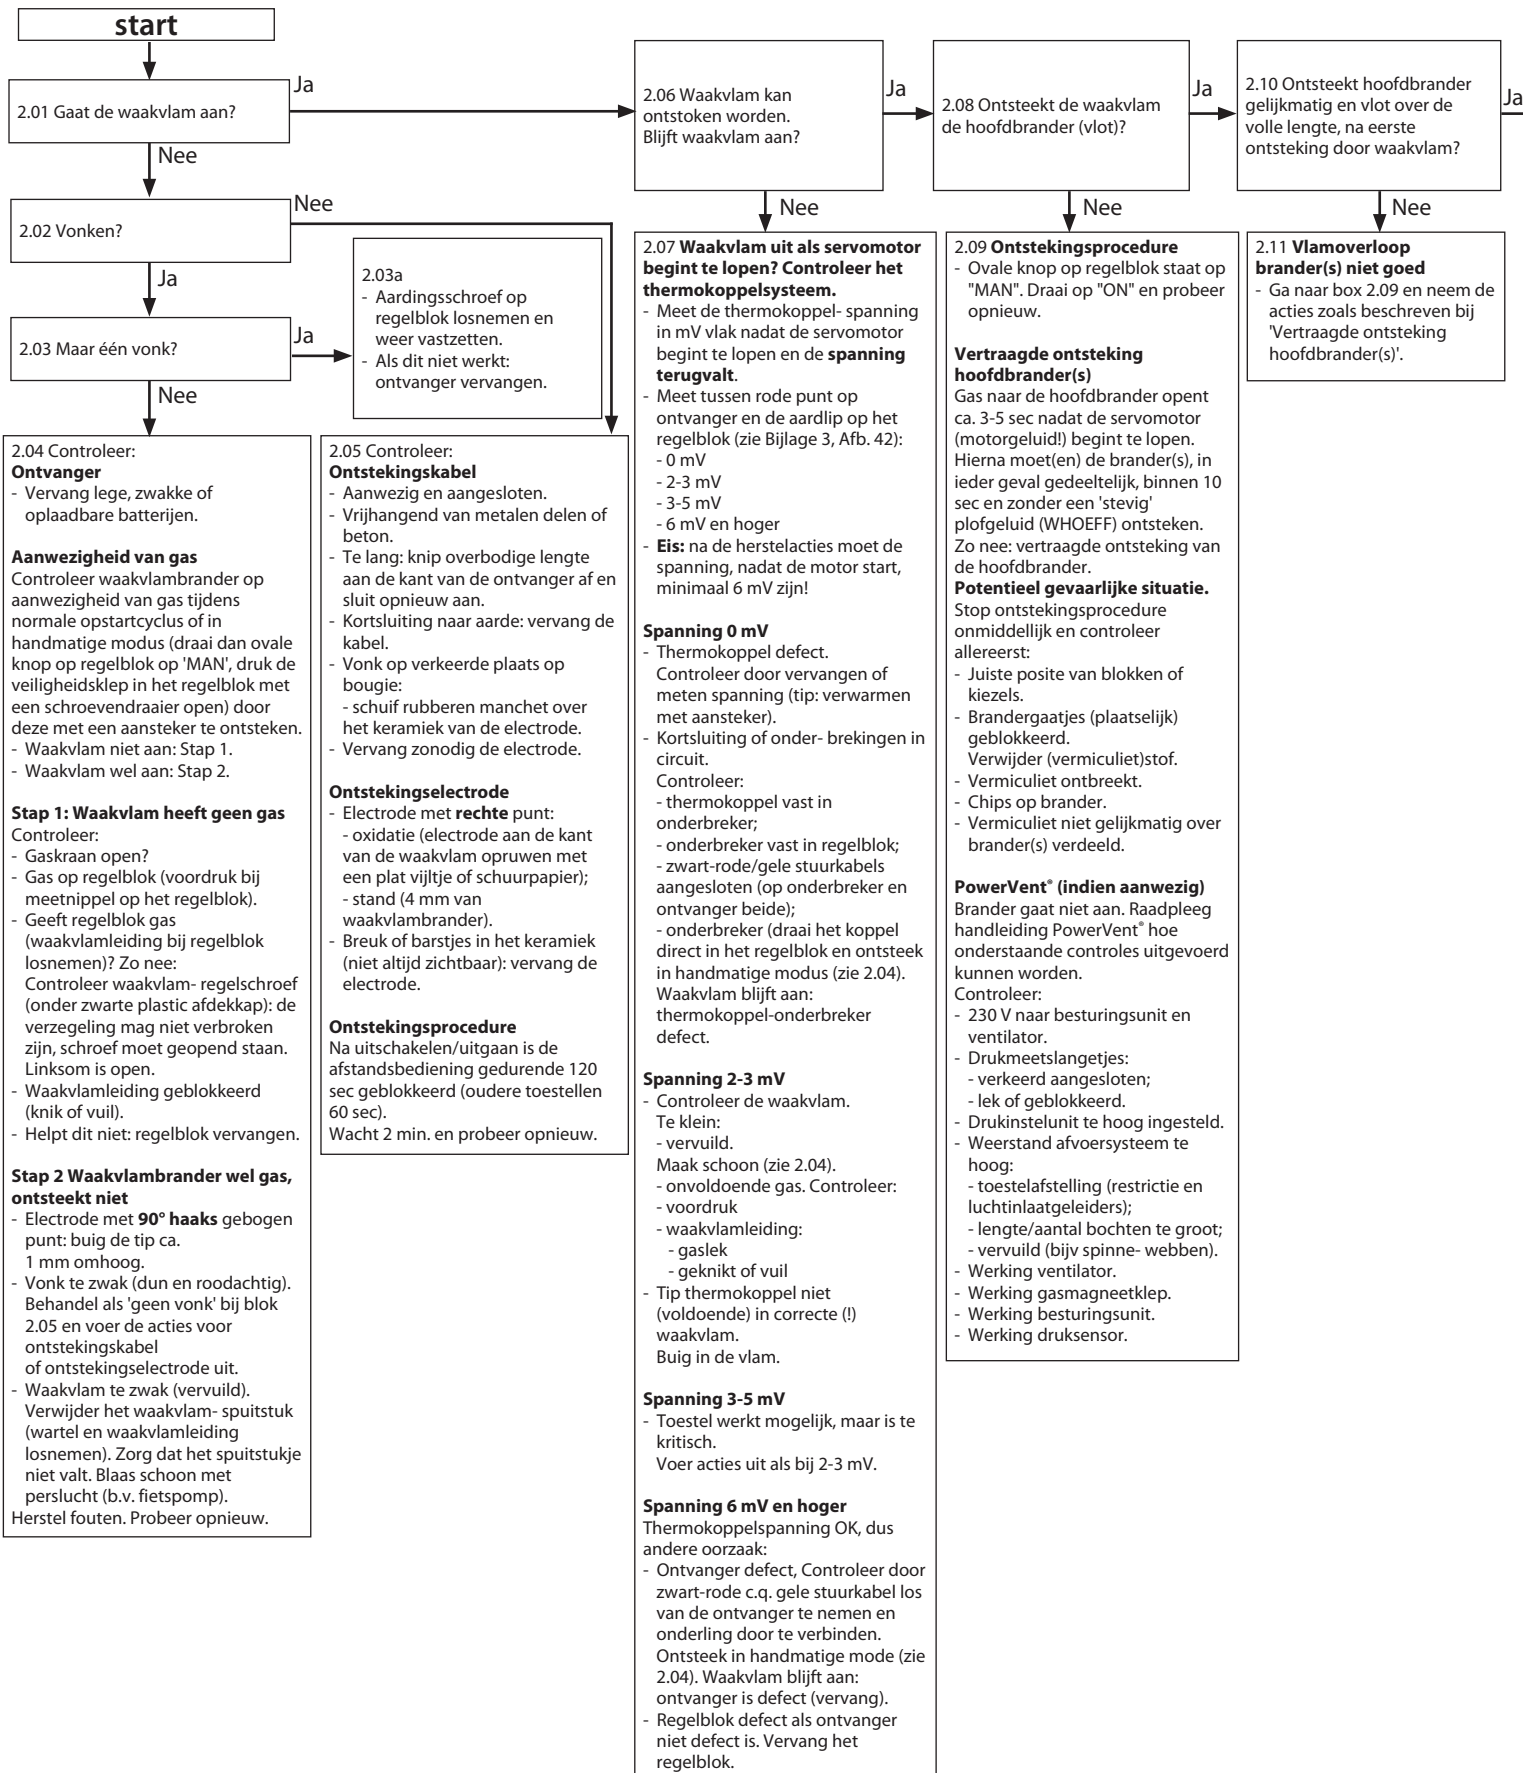 start
2.01 Gaat de waakvlam aan?
Ja
Nee
2.02 Vonken?
Nee
Ja
2.03 Maar één vonk?
Ja
Nee
2.03a
- Aardingsschroef op
regelblok losnemen en
weer vastzetten.
- Als dit niet werkt:
ontvanger vervangen.
2.04 Controleer:
Ontvanger
- Vervang lege, zwakke of
oplaadbare batterijen.
Aanwezigheid van gas
Controleer waakvlambrander op
aanwezigheid van gas tijdens
normale opstartcyclus of in
handmatige modus (draai dan ovale
knop op regelblok op 'MAN', druk de
veiligheidsklep in het regelblok met
een schroevendraaier open) door
deze met een aansteker te ontsteken.
- Waakvlam niet aan: Stap 1.
- Waakvlam wel aan: Stap 2.
Stap 1: Waakvlam heeft geen gas
Controleer:
- Gaskraan open?
- Gas op regelblok (voordruk bij
meetnippel op het regelblok).
- Geeft regelblok gas
(waakvlamleiding bij regelblok
losnemen)? Zo nee:
Controleer waakvlam- regelschroef
(onder zwarte plastic afdekkap): de
verzegeling mag niet verbroken
zijn, schroef moet geopend staan.
Linksom is open.
- Waakvlamleiding geblokkeerd
(knik of vuil).
- Helpt dit niet: regelblok vervangen.
Stap 2 Waakvlambrander wel gas,
ontsteekt niet
- Electrode met 90° haaks gebogen
punt: buig de tip ca.
1 mm omhoog.
- Vonk te zwak (dun en roodachtig).
Behandel als 'geen vonk' bij blok
2.05 en voer de acties voor
ontstekingskabel
of ontstekingselectrode uit.
- Waakvlam te zwak (vervuild).
Verwijder het waakvlam- spuitstuk
(wartel en waakvlamleiding
losnemen). Zorg dat het spuitstukje
niet valt. Blaas schoon met
perslucht (b.v. fietspomp).
Herstel fouten. Probeer opnieuw.
2.05 Controleer:
Ontstekingskabel
- Aanwezig en aangesloten.
- Vrijhangend van metalen delen of
beton.
- Te lang: knip overbodige lengte
aan de kant van de ontvanger af en
sluit opnieuw aan.
- Kortsluiting naar aarde: vervang de
kabel.
- Vonk op verkeerde plaats op
bougie:
- schuif rubberen manchet over
het keramiek van de electrode.
- Vervang zonodig de electrode.
Ontstekingselectrode
- Electrode met rechte punt:
- oxidatie (electrode aan de kant
van de waakvlam opruwen met
een plat vijltje of schuurpapier);
- stand (4 mm van
waakvlambrander).
- Breuk of barstjes in het keramiek
(niet altijd zichtbaar): vervang de
electrode.
Ontstekingsprocedure
Na uitschakelen/uitgaan is de
afstandsbediening gedurende 120
sec geblokkeerd (oudere toestellen
60 sec).
Wacht 2 min. en probeer opnieuw.
2.06 Waakvlam kan
ontstoken worden.
Blijft waakvlam aan?
Ja
Nee
2.07 Waakvlam uit als servomotor
begint te lopen? Controleer het
thermokoppelsysteem.
- Meet de thermokoppel- spanning
in mV vlak nadat de servomotor
begint te lopen en de spanning
terugvalt.
- Meet tussen rode punt op
ontvanger en de aardlip op het
regelblok (zie Bijlage 3, Afb. 42):
- 0 mV
- 2-3 mV
- 3-5 mV
- 6 mV en hoger
- Eis: na de herstelacties moet de
spanning, nadat de motor start,
minimaal 6 mV zijn!
Spanning 0 mV
- Thermokoppel defect.
Controleer door vervangen of
meten spanning (tip: verwarmen
met aansteker).
- Kortsluiting of onder- brekingen in
circuit.
Controleer:
- thermokoppel vast in
onderbreker;
- onderbreker vast in regelblok;
- zwart-rode/gele stuurkabels
aangesloten (op onderbreker en
ontvanger beide);
- onderbreker (draai het koppel
direct in het regelblok en ontsteek
in handmatige modus (zie 2.04).
Waakvlam blijft aan:
thermokoppel-onderbreker
defect.
Spanning 2-3 mV
- Controleer de waakvlam.
Te klein:
- vervuild.
Maak schoon (zie 2.04).
- onvoldoende gas. Controleer:
- voordruk
- waakvlamleiding:
- gaslek
- geknikt of vuil
- Tip thermokoppel niet
(voldoende) in correcte (!)
waakvlam.
Buig in de vlam.
Spanning 3-5 mV
- Toestel werkt mogelijk, maar is te
kritisch.
Voer acties uit als bij 2-3 mV.
Spanning 6 mV en hoger
Thermokoppelspanning OK, dus
andere oorzaak:
- Ontvanger defect, Controleer door
zwart-rode c.q. gele stuurkabel los
van de ontvanger te nemen en
onderling door te verbinden.
Ontsteek in handmatige mode (zie
2.04). Waakvlam blijft aan:
ontvanger is defect (vervang).
- Regelblok defect als ontvanger
niet defect is. Vervang het
regelblok.
2.08 Ontsteekt de waakvlam
de hoofdbrander (vlot)?
Ja
Nee
2.09 Ontstekingsprocedure
- Ovale knop op regelblok staat op
"MAN". Draai op "ON" en probeer
opnieuw.
Vertraagde ontsteking
hoofdbrander(s)
Gas naar de hoofdbrander opent
ca. 3-5 sec nadat de servomotor
(motorgeluid!) begint te lopen.
Hierna moet(en) de brander(s), in
ieder geval gedeeltelijk, binnen 10
sec en zonder een 'stevig'
plofgeluid (WHOEFF) ontsteken.
Zo nee: vertraagde ontsteking van
de hoofdbrander.
Potentieel gevaarlijke situatie.
Stop ontstekingsprocedure
onmiddellijk en controleer
allereerst:
- Juiste posite van blokken of
kiezels.
- Brandergaatjes (plaatselijk)
geblokkeerd.
Verwijder (vermiculiet)stof.
- Vermiculiet ontbreekt.
- Chips op brander.
- Vermiculiet niet gelijkmatig over
brander(s) verdeeld.
PowerVent® (indien aanwezig)
Brander gaat niet aan. Raadpleeg
handleiding PowerVent® hoe
onderstaande controles uitgevoerd
kunnen worden.
Controleer:
- 230 V naar besturingsunit en
ventilator.
- Drukmeetslangetjes:
- verkeerd aangesloten;
- lek of geblokkeerd.
- Drukinstelunit te hoog ingesteld.
- Weerstand afvoersysteem te
hoog:
- toestelafstelling (restrictie en
luchtinlaatgeleiders);
- lengte/aantal bochten te groot;
- vervuild (bijv spinne- webben).
- Werking ventilator.
- Werking gasmagneetklep.
- Werking besturingsunit.
- Werking druksensor.
2.10 Ontsteekt hoofdbrander
gelijkmatig en vlot over de
volle lengte, na eerste
ontsteking door waakvlam?
Ja
Nee
2.11 Vlamoverloop
brander(s) niet goed
- Ga naar box 2.09 en neem de
acties zoals beschreven bij
'Vertraagde ontsteking
hoofdbrander(s)'.